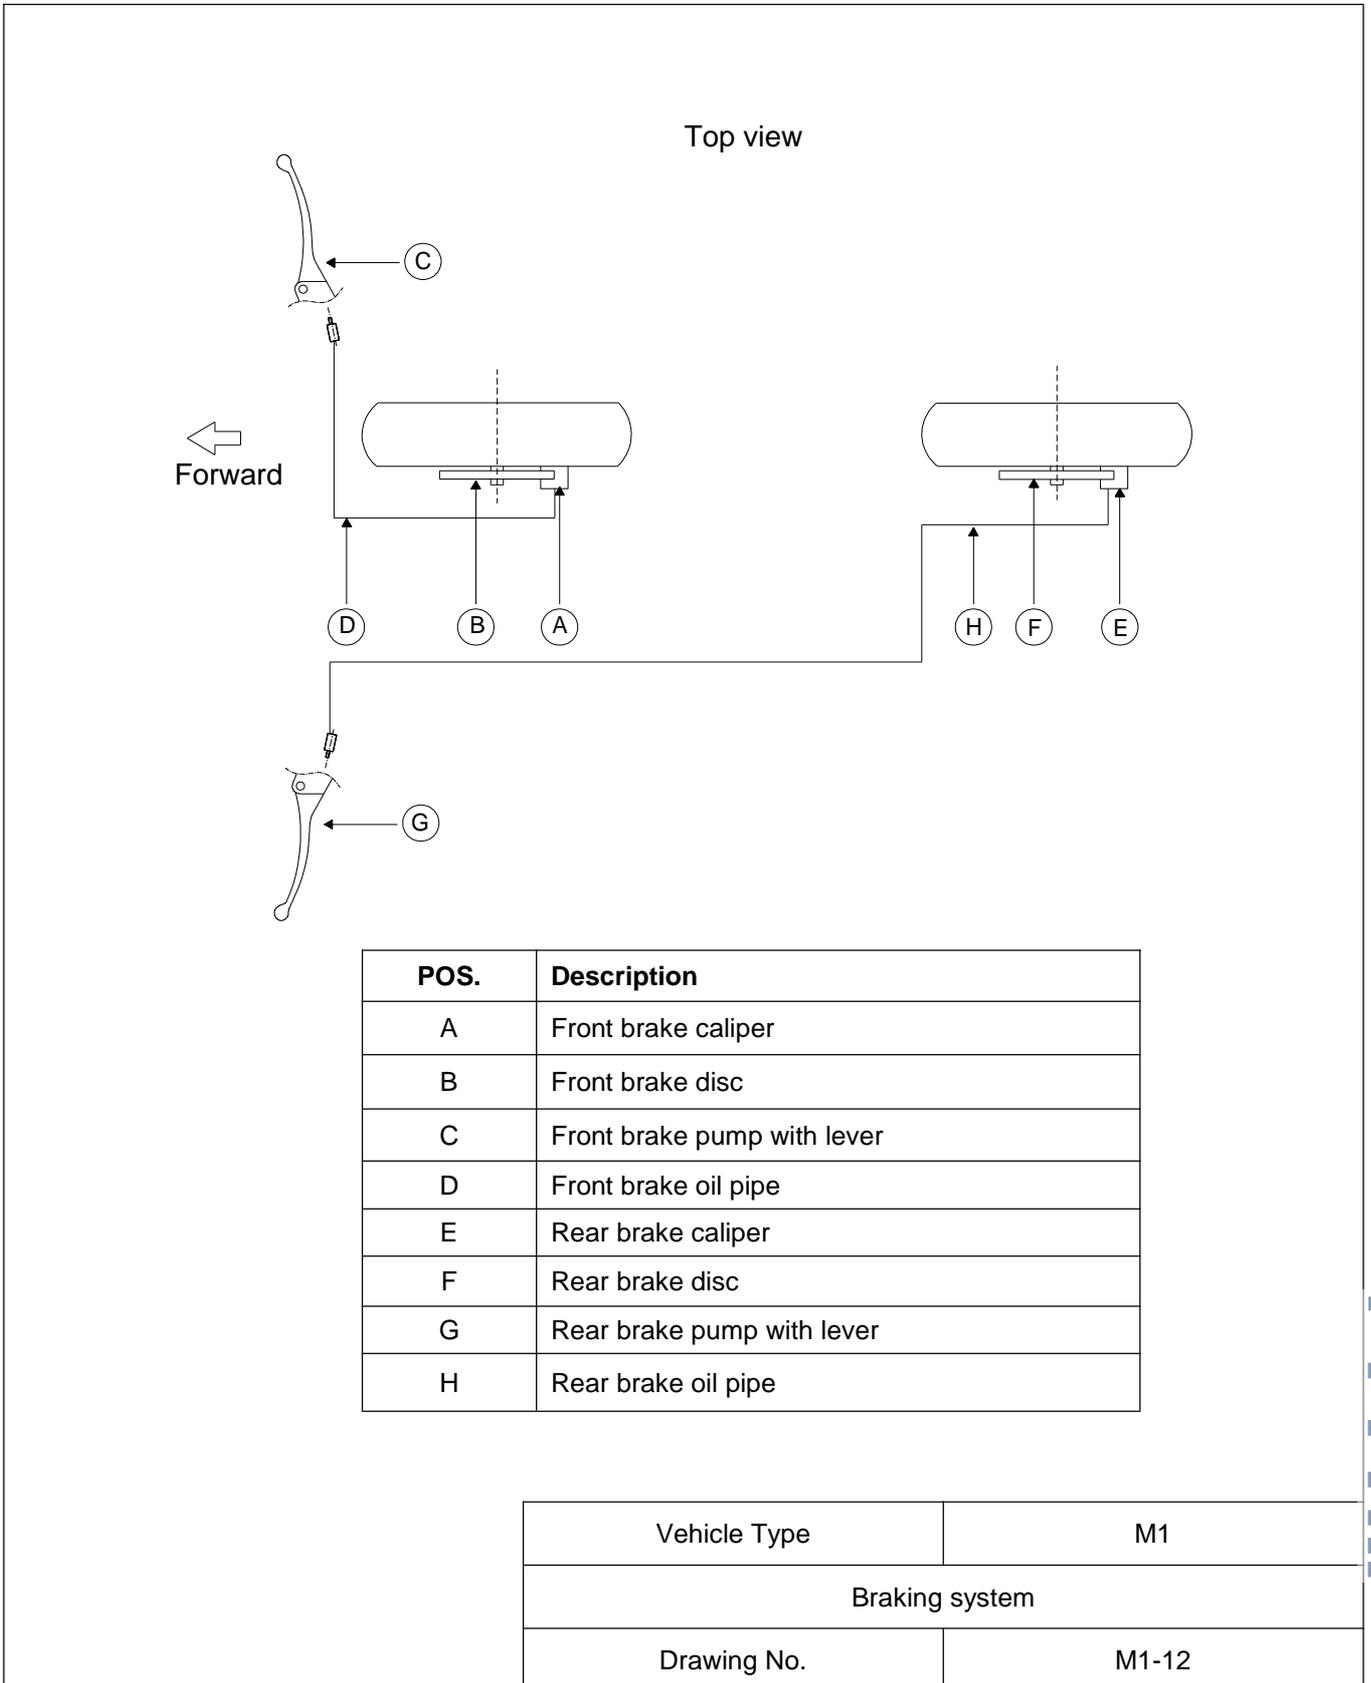 Top view
C
Forward
D B A H F E
G
POS. Description
A Front brake caliper
B Front brake disc
C Front brake pump with lever
D Front brake oil pipe
E Rear brake caliper
F Rear brake disc
G Rear brake pump with lever
H Rear brake oil pipe
Vehicle Type M1
Braking system
Drawing No. M1-12